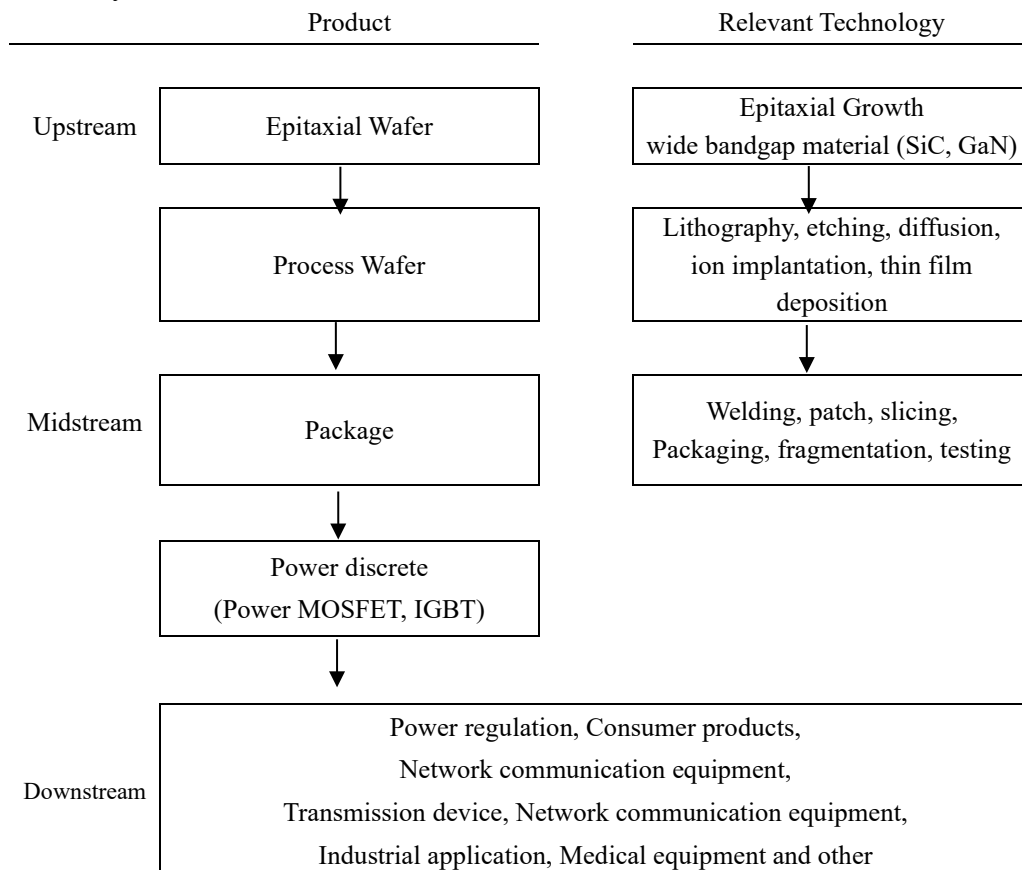 Product
Relevant Technology
Upstream
Epitaxial Wafer
Epitaxial Growth
wide bandgap material (SiC, GaN)
Process Wafer
Lithography, etching, diffusion,
ion implantation, thin film
deposition
Midstream
Package
Welding, patch, slicing,
Packaging, fragmentation, testing
Power discrete
(Power MOSFET, IGBT)
Downstream
Power regulation, Consumer products,
Network communication equipment,
Transmission device, Network communication equipment,
Industrial application, Medical equipment and other